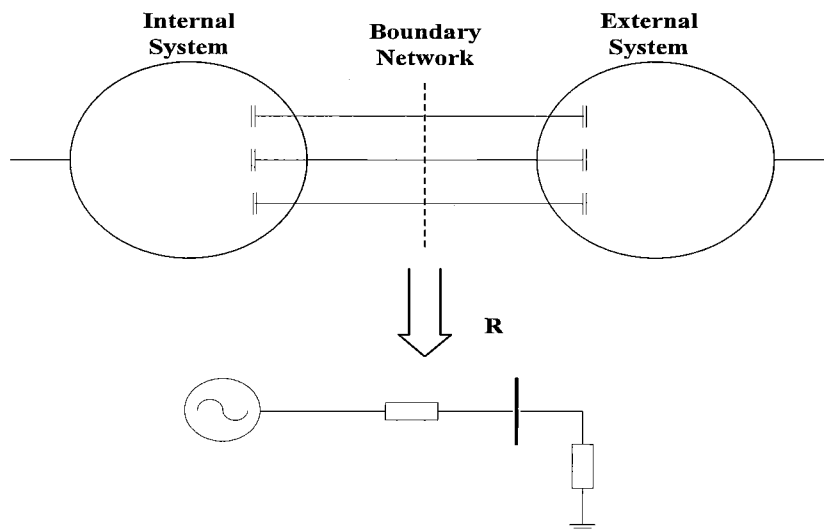 Internal
System
Boundary
Network
External
System
R